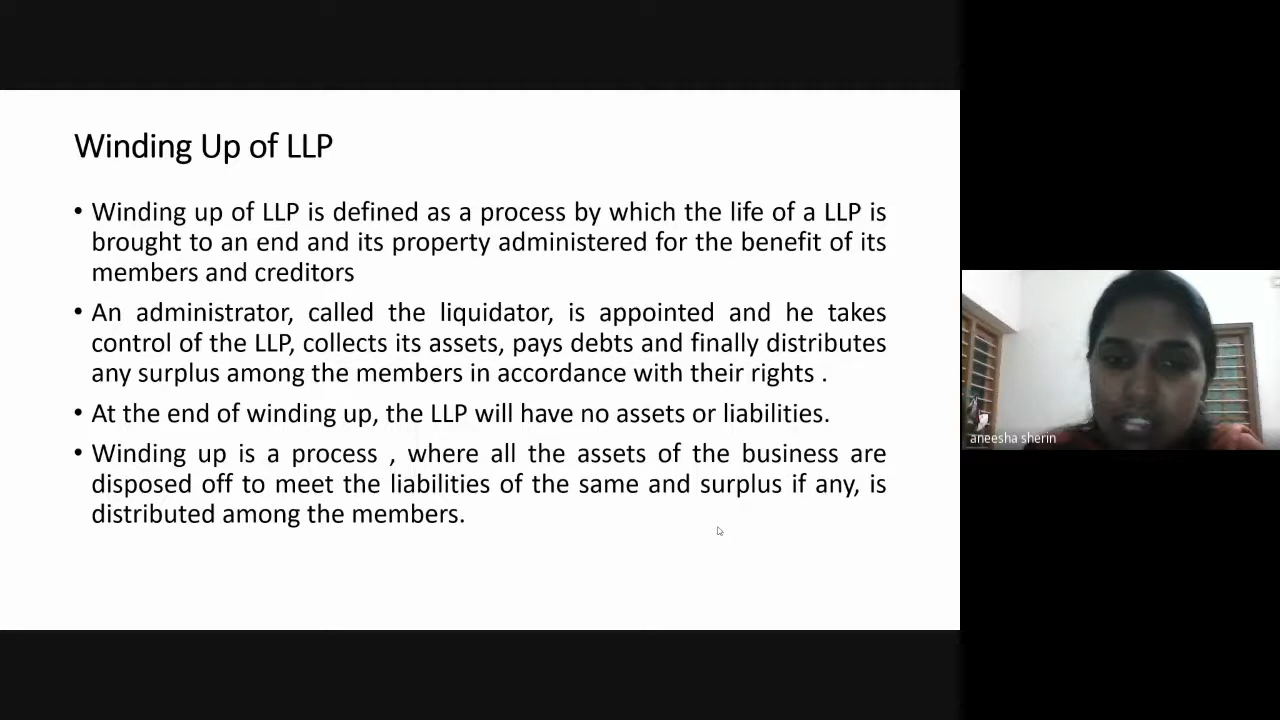 Winding Up of LLP
• Winding up of LLP is defined as a process by which the life of a LLP is
brought to an end and its property administered for the benefit of its
members and creditors
• An administrator, called the liquidator, is appointed and he takes
control of the LLP, collects its assets, pays debts and finally distributes
any surplus among the members in accordance with their rights .
• At the end of winding up, the LLP will have no assets or liabilities.
• Winding up is a process , where all the assets of the business are
disposed off to meet the liabilities of the same and surplus if any, is
distributed among the members.
aneesha sherin